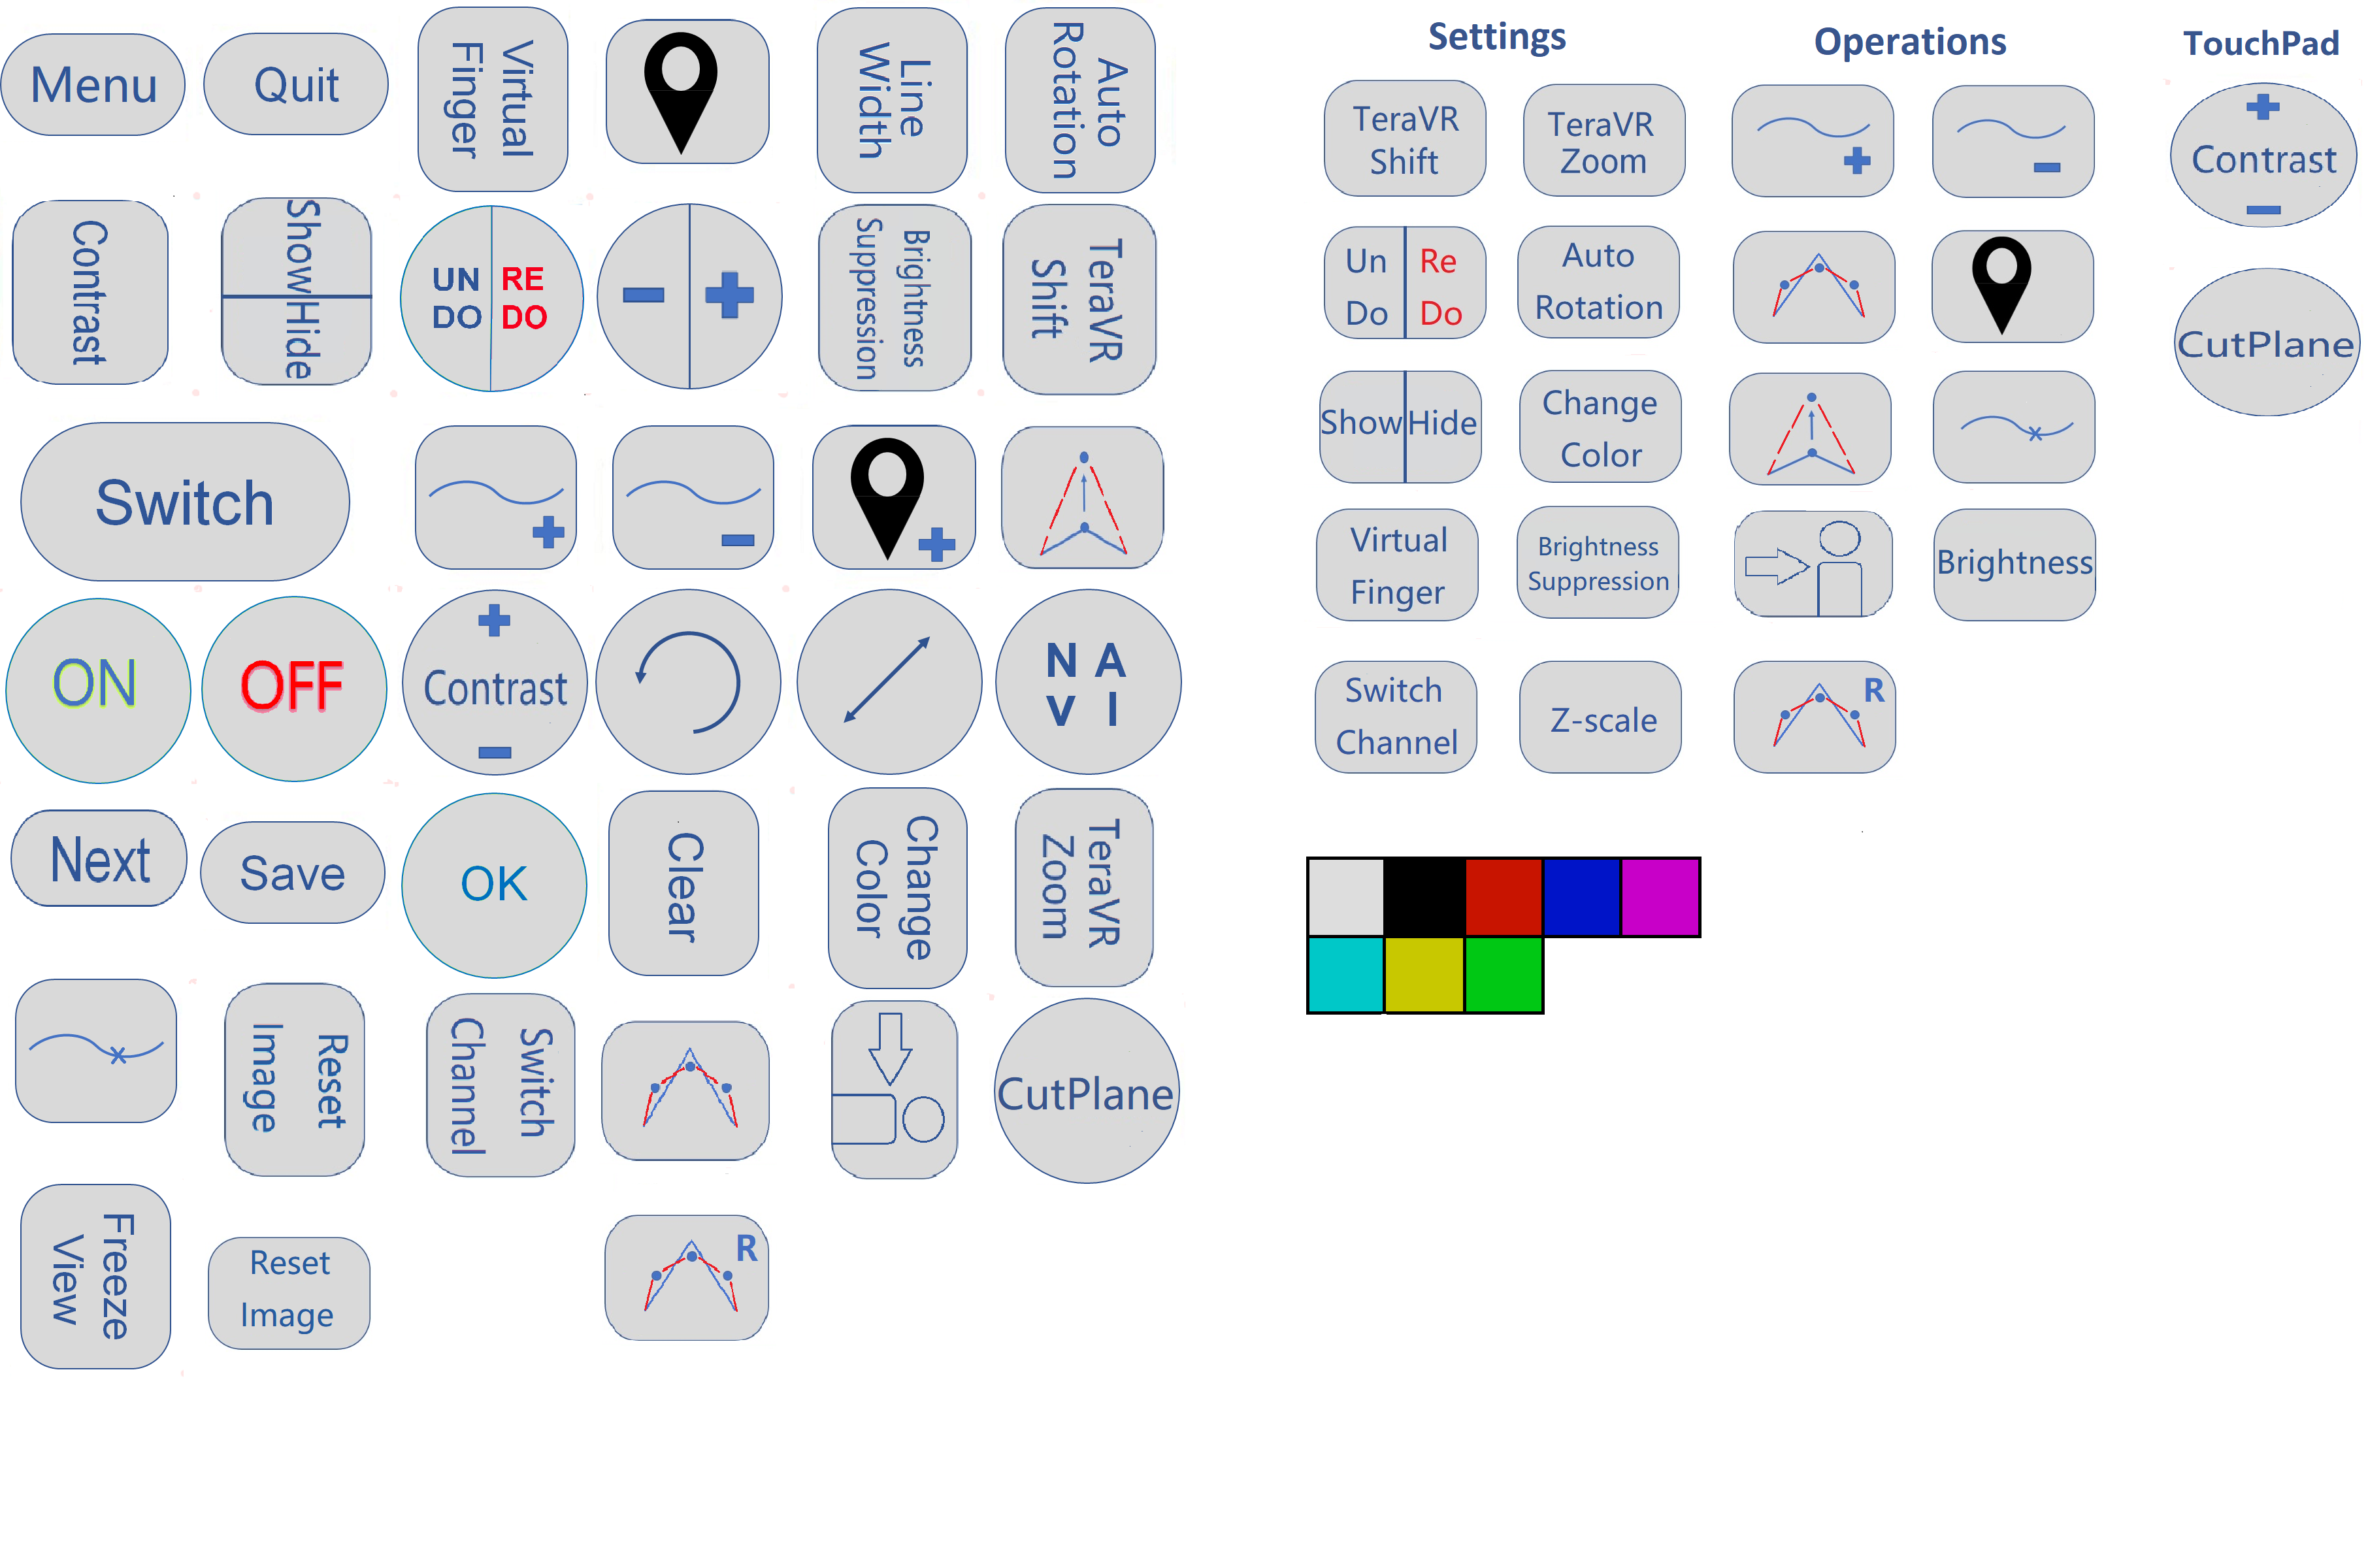 Menu
Quit
Virtual
Finger
Line
Width
Auto
Rotation
Contrast
Show
Hide
UN
DO
RE
DO
Brightness
Suppression
TeraVR
Shift
Switch
ON
OFF
Contrast
N A
V I
Next
Save
OK
Clear
Change
Color
TeraVR
Zoom
Reset
Image
Switch
Channel
CutPlane
Freeze
View
Reset
Image
R
Settings
TeraVR
Shift
TeraVR
Zoom
Un
Do
Re
Do
Auto
Rotation
Show
Hide
Change
Color
Virtual
Finger
Brightness
Suppression
Switch
Channel
Z-scale
Operations
Brightness
R
TouchPad
Contrast
CutPlane